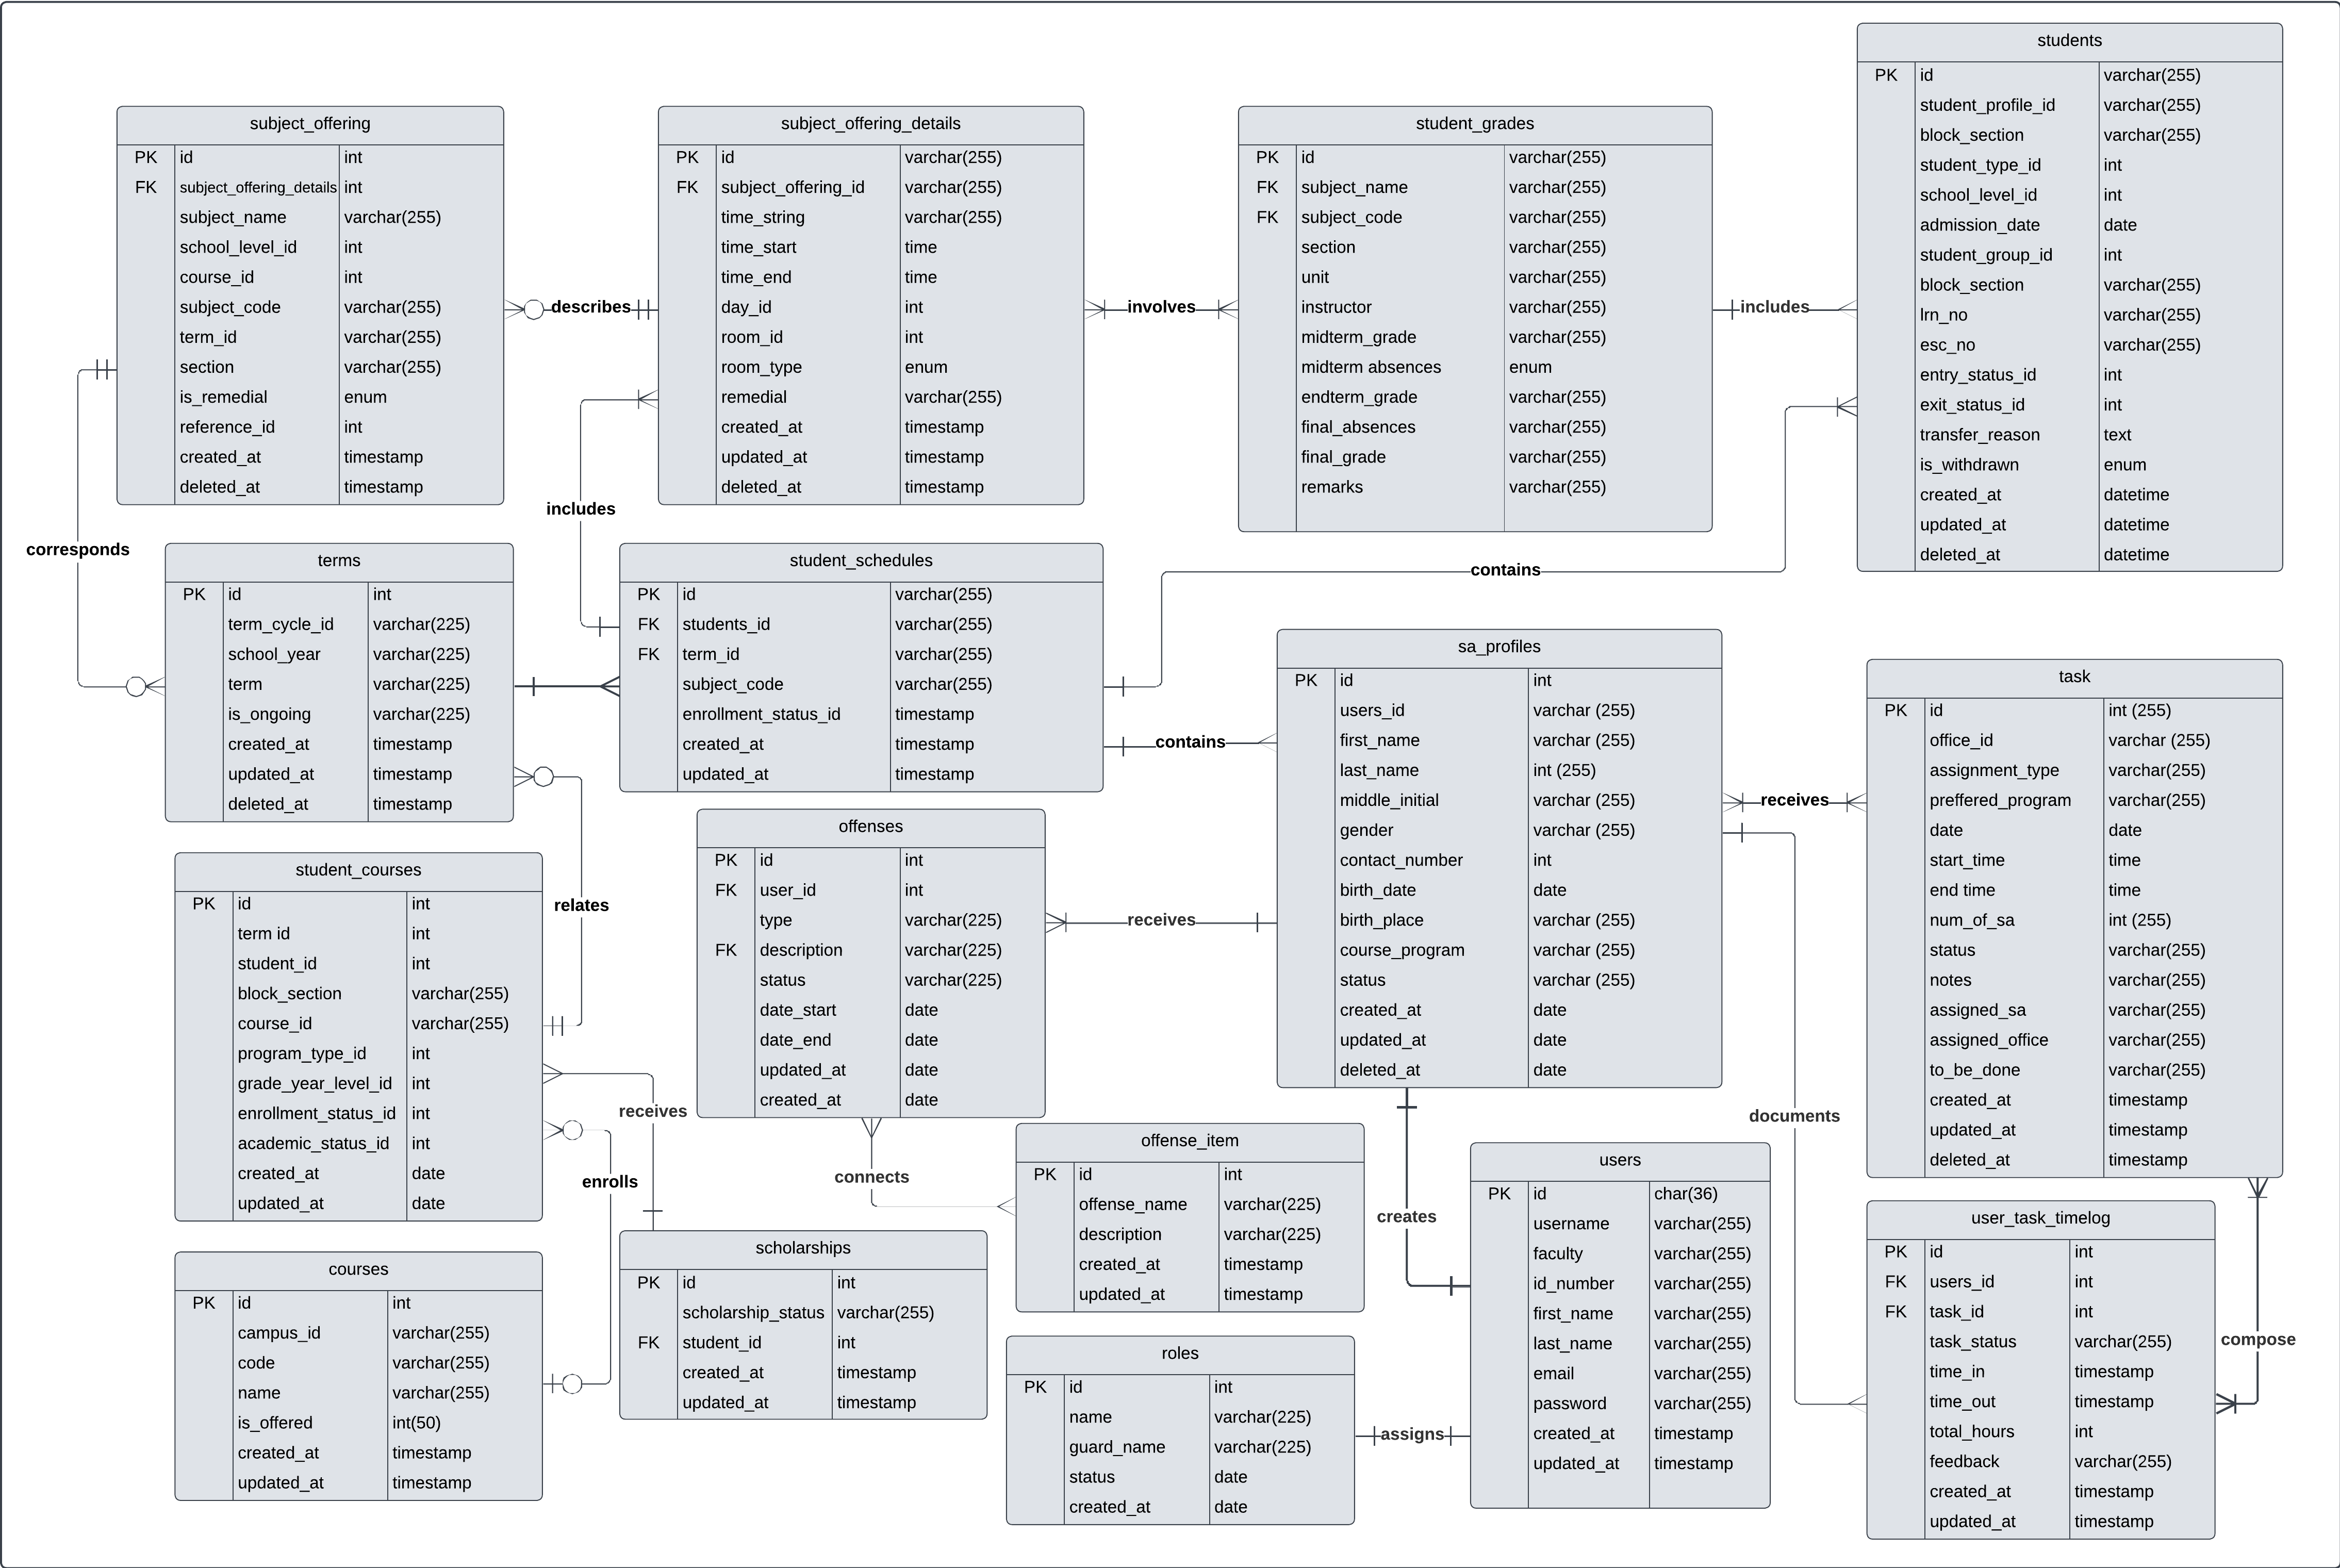 students
PK id varchar(255)
student_profile_id varchar(255)
block_section varchar(255)
student_type_id int
school_level_id int
admission_date date
student_group_id int
block_section varchar(255)
lrn_no varchar(255)
esc_no varchar(255)
entry_status_id int
exit_status_id int
transfer_reason text
is_withdrawn enum
created_at datetime
updated_at datetime
deleted_at datetime
subject_offering
PK id int
FK subject_offering_details int
subject_name varchar(255)
school_level_id int
course_id int
subject_code varchar(255)
term_id varchar(255)
section varchar(255)
is_remedial enum
reference_id int
created_at timestamp
deleted_at timestamp
describes
subject_offering_details
PK id varchar(255)
FK subject_offering_id varchar(255)
time_string varchar(255)
time_start time
time_end time
day_id int
room_id int
room_type enum
remedial varchar(255)
created_at timestamp
updated_at timestamp
deleted_at timestamp
involves
student_grades
PK id varchar(255)
FK subject_name varchar(255)
FK subject_code varchar(255)
section varchar(255)
unit varchar(255)
instructor varchar(255)
midterm_grade varchar(255)
midterm absences enum
endterm_grade varchar(255)
final_absences varchar(255)
final_grade varchar(255)
remarks varchar(255)
includes
includes
corresponds
contains
terms
PK id int
term_cycle_id varchar(225)
school_year varchar(225)
term varchar(225)
is_ongoing varchar(225)
created_at timestamp
updated_at timestamp
deleted_at timestamp
student_schedules
PK id varchar(255)
FK students_id varchar(255)
FK term_id varchar(255)
subject_code varchar(255)
enrollment_status_id timestamp
created_at timestamp
updated_at timestamp
contains
sa_profiles
PK id int
users_id varchar (255)
first_name varchar (255)
last_name int (255)
middle_initial varchar (255)
gender varchar (255)
contact_number int
birth_date date
birth_place varchar (255)
course_program varchar (255)
status varchar (255)
created_at date
updated_at date
deleted_at date
receives
task
PK id int (255)
office_id varchar (255)
assignment_type varchar(255)
preffered_program varchar(255)
date date
start_time time
end time time
num_of_sa int (255)
status varchar(255)
notes varchar(255)
assigned_sa varchar(255)
assigned_office varchar(255)
to_be_done varchar(255)
created_at timestamp
updated_at timestamp
deleted_at timestamp
student_courses
PK id int
term id int
student_id int
block_section varchar(255)
course_id varchar(255)
program_type_id int
grade_year_level_id int
enrollment_status_id int
academic_status_id int
created_at date
updated_at date
relates
offenses
PK id int
FK user_id int
type varchar(225)
FK description varchar(225)
status varchar(225)
date_start date
date_end date
updated_at date
created_at date
receives
receives
enrolls
connects
documents
creates
offense_item
PK id int
offense_name varchar(225)
description varchar(225)
created_at timestamp
updated_at timestamp
users
PK id char(36)
username varchar(255)
faculty varchar(255)
id_number varchar(255)
first_name varchar(255)
last_name varchar(255)
email varchar(255)
password varchar(255)
created_at timestamp
updated_at timestamp
user_task_timelog
PK id int
FK users_id int
FK task_id int
task_status varchar(255)
time_in timestamp
time_out timestamp
total_hours int
feedback varchar(255)
created_at timestamp
updated_at timestamp
compose
courses
PK id int
campus_id varchar(255)
code varchar(255)
name varchar(255)
is_offered int(50)
created_at timestamp
updated_at timestamp
scholarships
PK id int
scholarship_status varchar(255)
FK student_id int
created_at timestamp
updated_at timestamp
roles
PK id int
name varchar(225)
guard_name varchar(225)
status date
created_at date
assigns